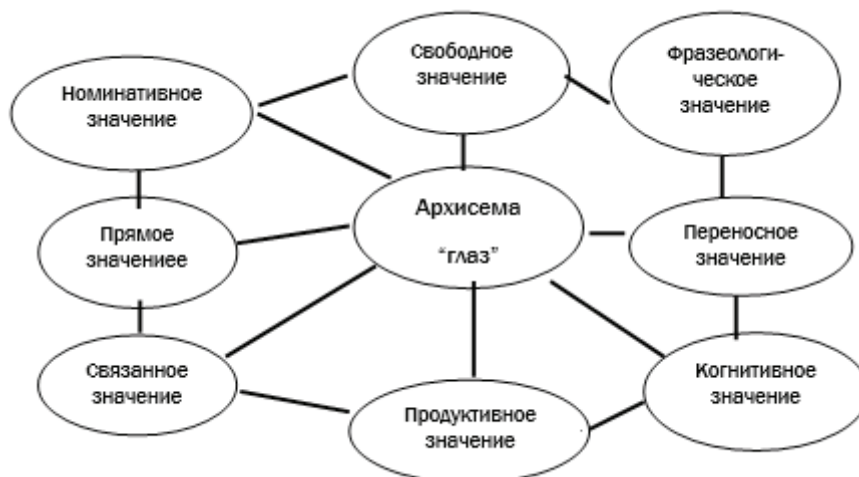 Свободное
значение
Фразеологи-
ческое
значение
Номинативное
значение
Архисема
“глаз”
Прямое
значениее
Переносное
значение
Связанное
значение
Когнитивное
значение
Продуктивное
значение